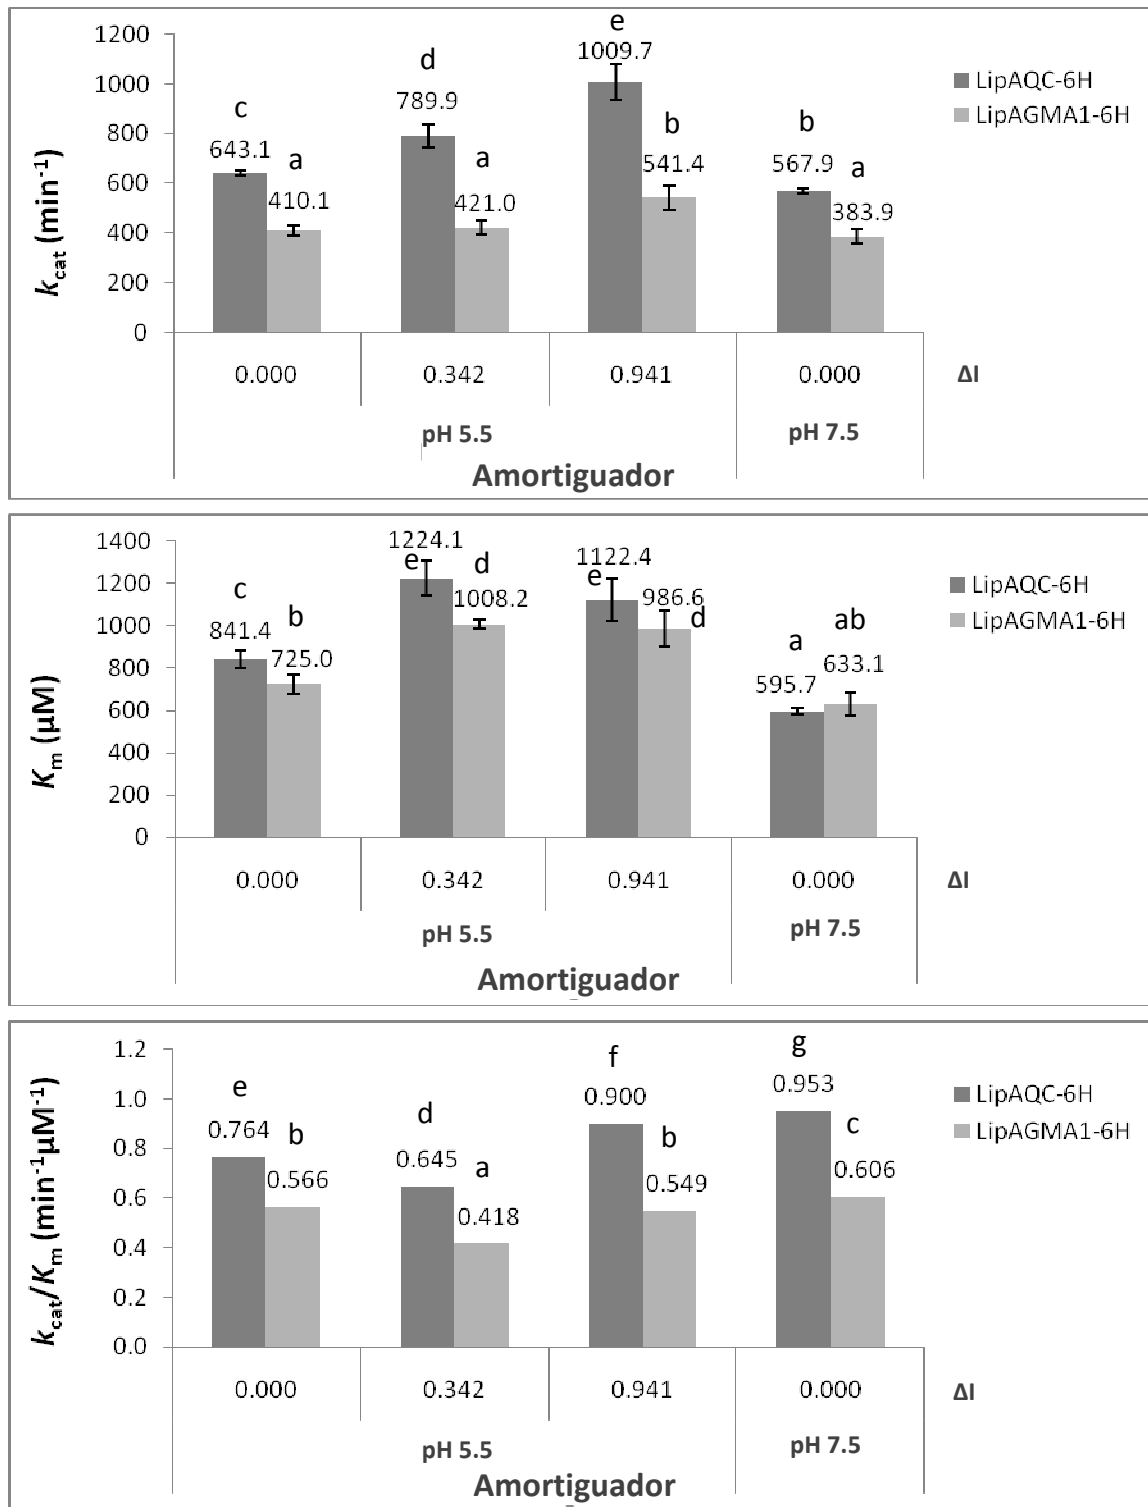 1200
1000
800
600
400
200
0
k_cat (min⁻¹)
c
643.1
a
410.1
d
789.9
a
421.0
e
1009.7
b
541.4
b
567.9
a
383.9
LipAQC-6H
LipAGMA1-6H
0.000 0.342 0.941 0.000 ΔI
pH 5.5 pH 7.5
Amortiguador
1400
1200
1000
800
600
400
200
0
K_m (µM)
c
841.4
b
725.0
1224.1
e
d
1008.2
1122.4
e
986.6
d
a
595.7
ab
633.1
LipAQC-6H
LipAGMA1-6H
0.000 0.342 0.941 0.000 ΔI
pH 5.5 pH 7.5
Amortiguador
1.2
1.0
0.8
0.6
0.4
0.2
0.0
k_cat/K_m (min⁻¹µM⁻¹)
e
0.764
b
0.566
d
0.645
a
0.418
f
0.900
b
0.549
g
0.953
c
0.606
LipAQC-6H
LipAGMA1-6H
0.000 0.342 0.941 0.000 ΔI
pH 5.5 pH 7.5
Amortiguador